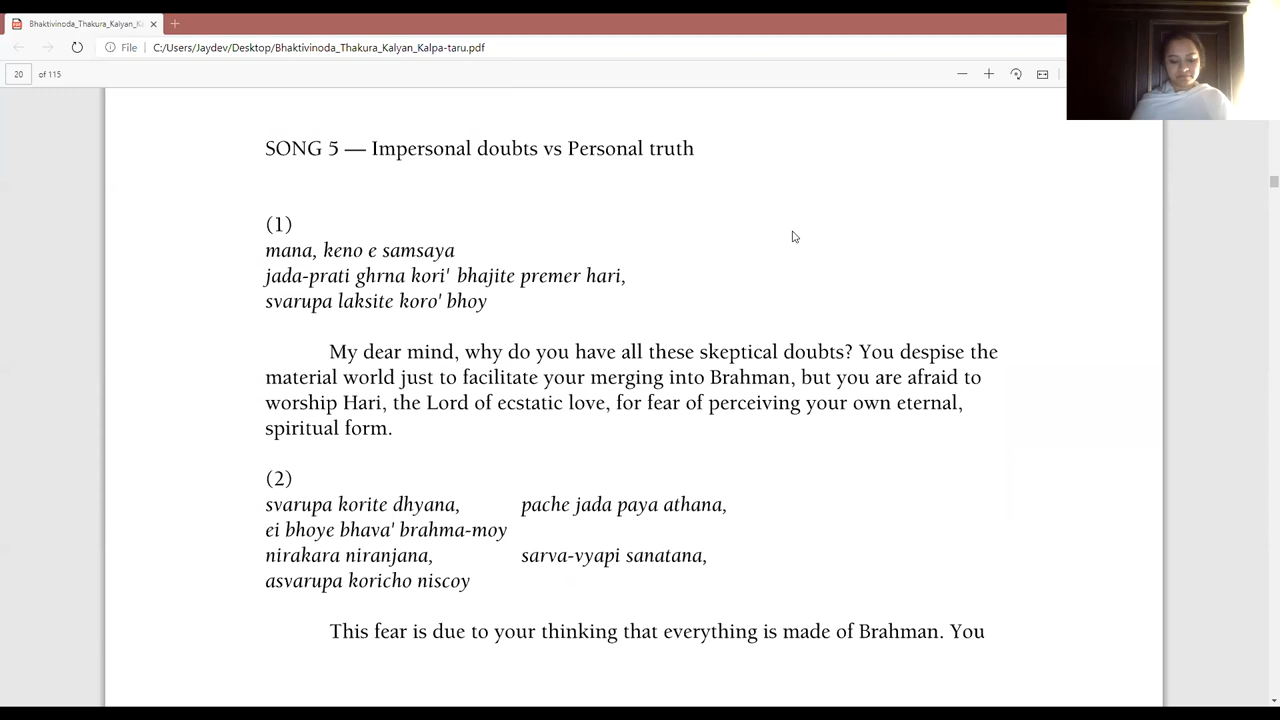 Bhaktivinoda_Thakura_Kalyan_K
File C:/Users/Jaydev/Desktop/Bhaktivinoda_Thakura_Kalyan_Kalpa-taru.pdf
20 of 115
SONG 5 — Impersonal doubts vs Personal truth
(1)
mana, keno e samsaya
jada-prati ghrna kori' bhajite premer hari,
svarupa laksite koro' bhoy
My dear mind, why do you have all these skeptical doubts? You despise the
material world just to facilitate your merging into Brahman, but you are afraid to
worship Hari, the Lord of ecstatic love, for fear of perceiving your own eternal,
spiritual form.
(2)
svarupa korite dhyana, pache jada paya athana,
ei bhoye bhava' brahma-moy
nirakara niranjana, sarva-vyapi sanatana,
asvarupa koricho niscoy
This fear is due to your thinking that everything is made of Brahman. You